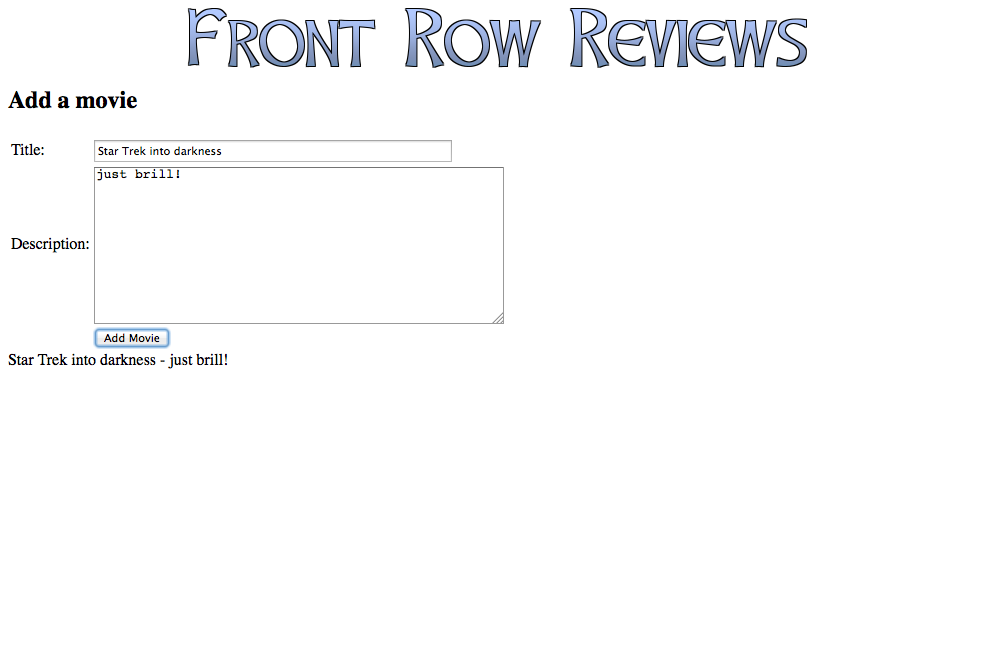 Front Row Reviews
Add a movie
Title:
Star Trek into darkness
just brill!
Description:
Add Movie
Star Trek into darkness - just brill!